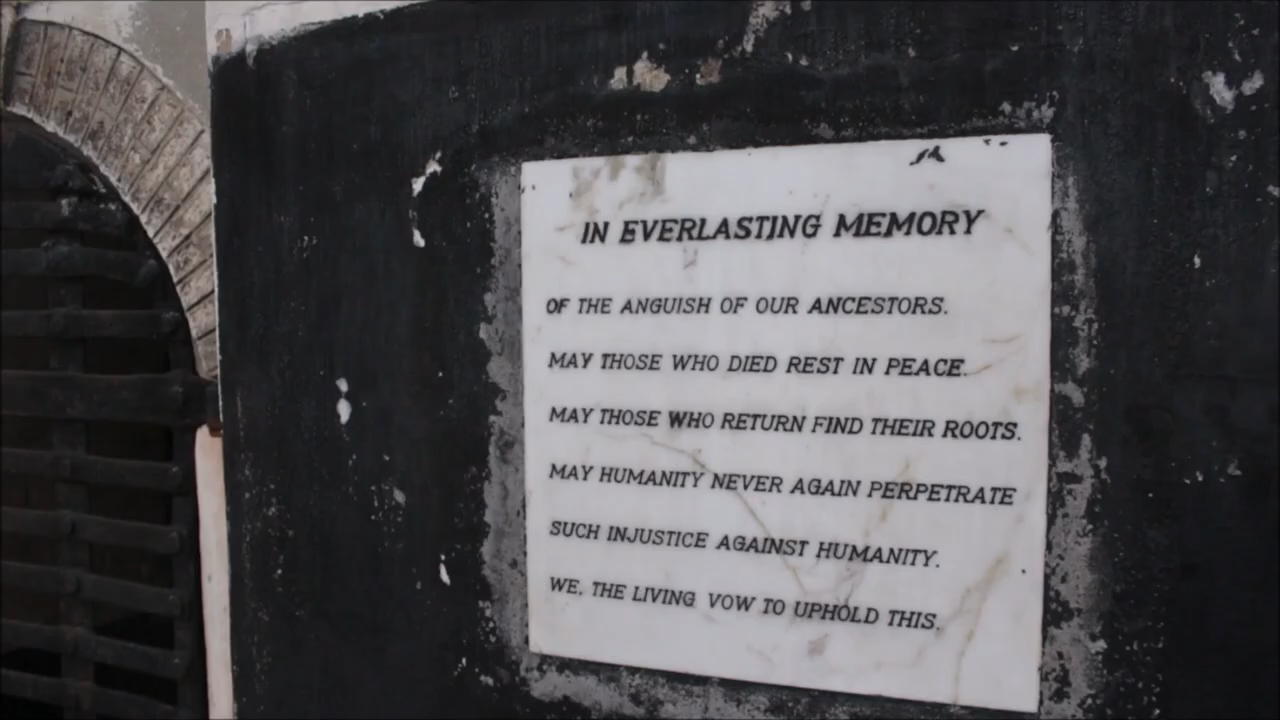 IN EVERLASTING MEMORY
OF THE ANGUISH OF OUR ANCESTORS.
MAY THOSE WHO DIED REST IN PEACE.
MAY THOSE WHO RETURN FIND THEIR ROOTS.
MAY HUMANITY NEVER AGAIN PERPETRATE
SUCH INJUSTICE AGAINST HUMANITY.
WE, THE LIVING VOW TO UPHOLD THIS.